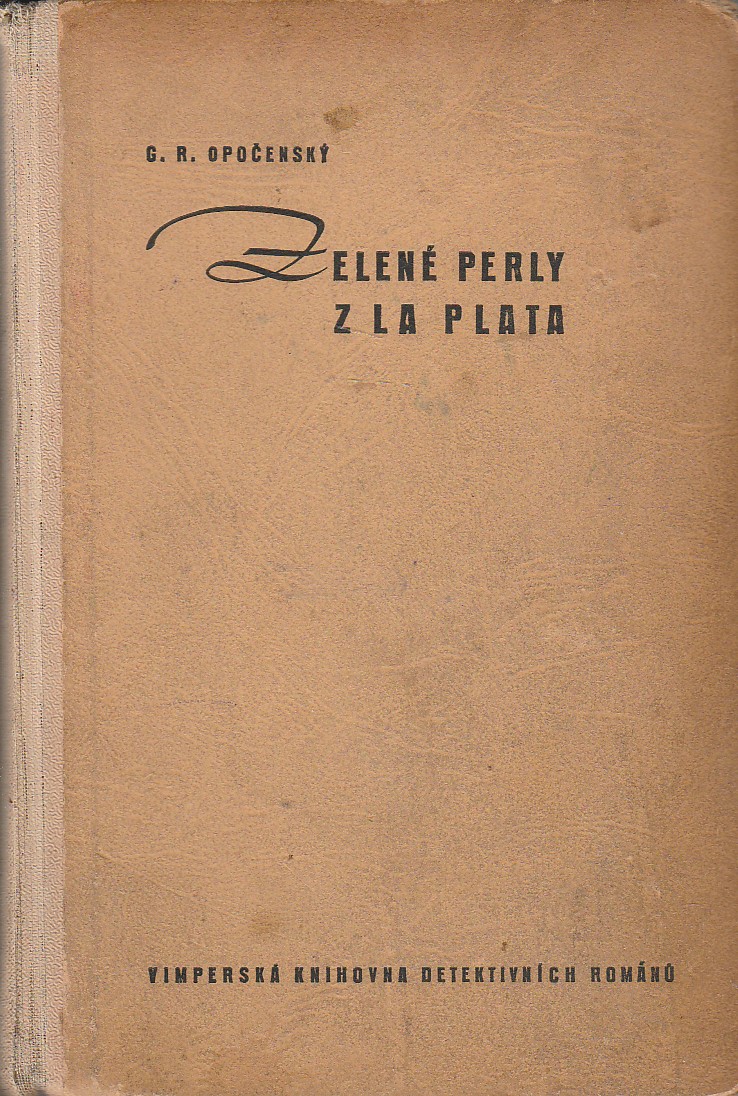 G. R. OPOČENSKÝ
ZELENÉ PERLY
Z LA PLATA
VIMPERSKÁ KNIHOVNA DETEKTIVNÍCH ROMÁNŮ